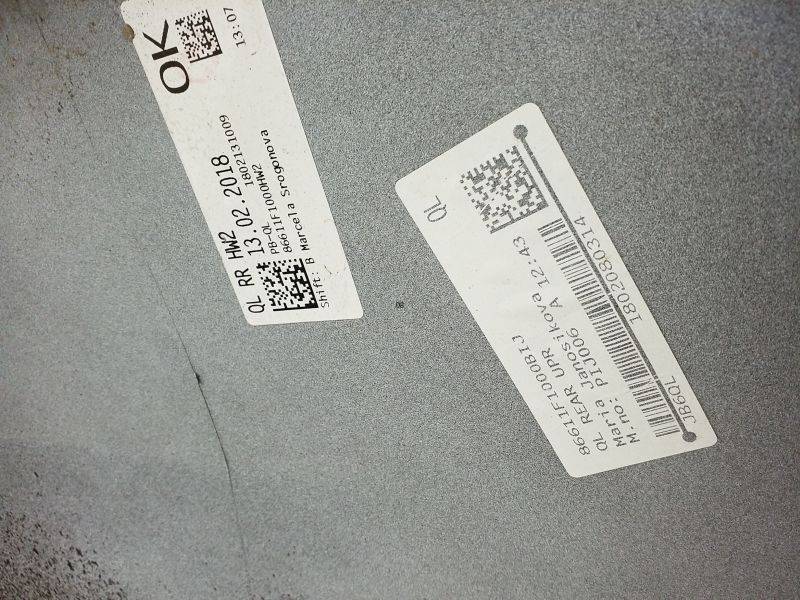 OK
13:07
QL RR HW2
13.02.2018
1802131009
PB-QL
86611F1000HW2
Marcela Srogonova
Shift: B
QL
8661IF1000BIJ
QL REAR UPR
Maria Janosikova A 12:43
M.no: PIJ006
1802080314
JB6QL